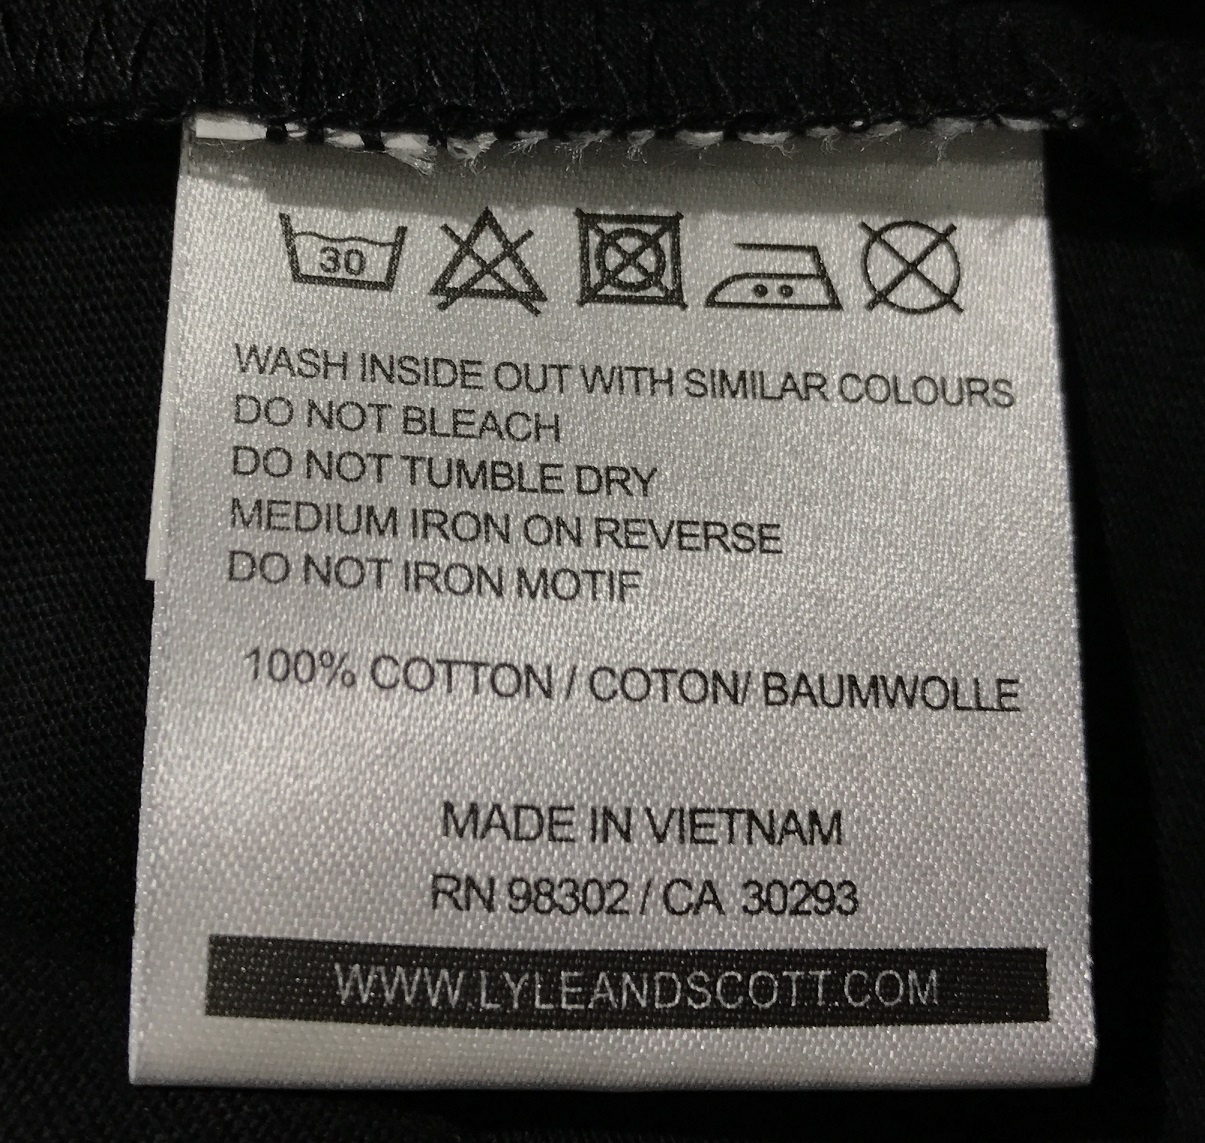 30
WASH INSIDE OUT WITH SIMILAR COLOURS
DO NOT BLEACH
DO NOT TUMBLE DRY
MEDIUM IRON ON REVERSE
DO NOT IRON MOTIF
100% COTTON / COTON/ BAUMWOLLE
MADE IN VIETNAM
RN 98302 / CA 30293
WWW.LYLEANDSCOTT.COM